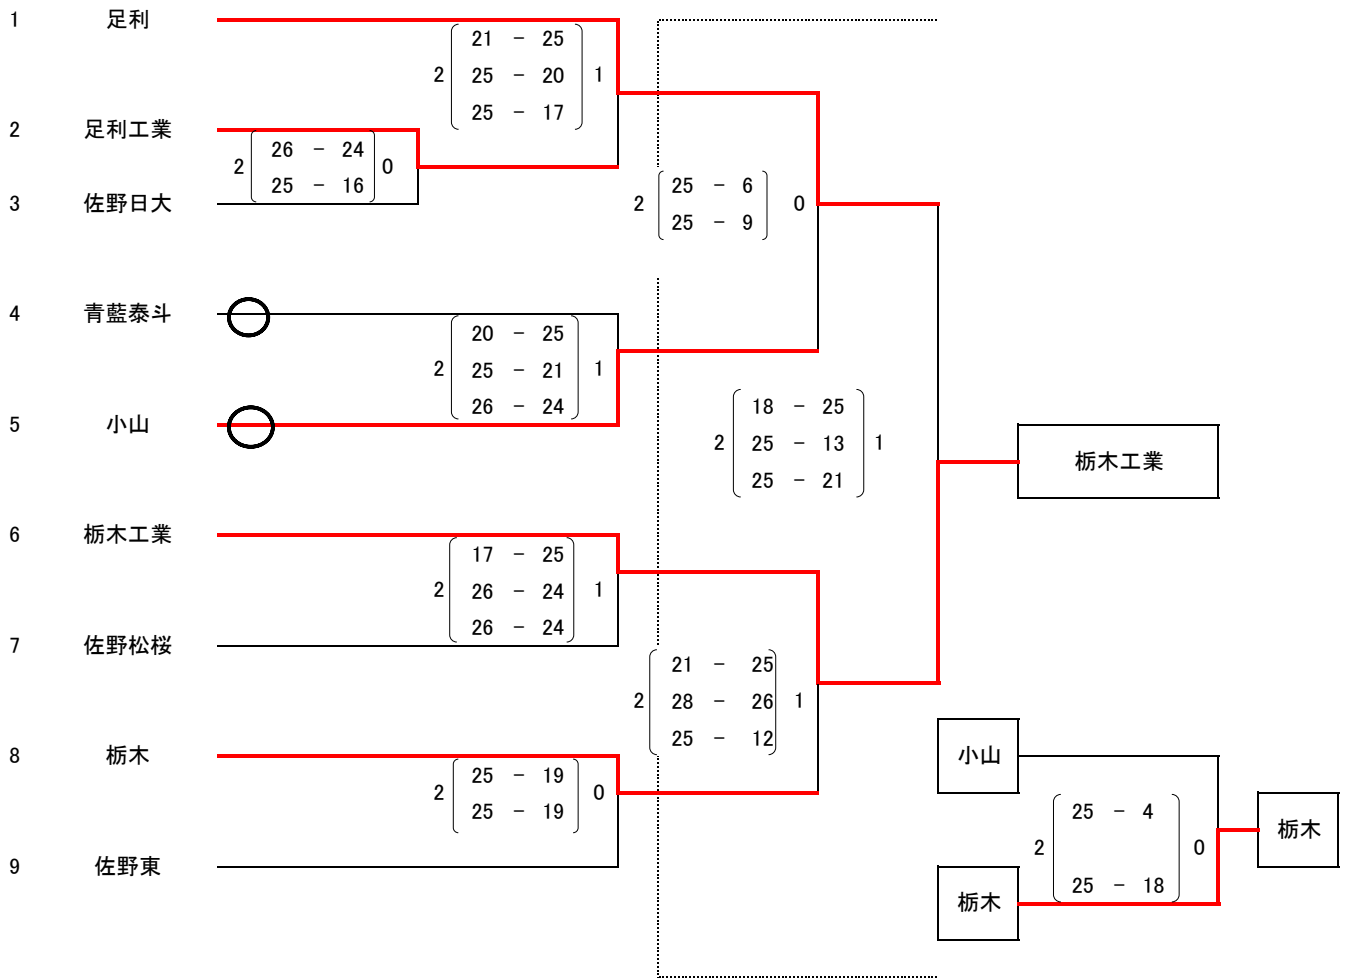 1 足利
21 － 25
2 25 － 20 1
25 － 17
2 足利工業
26 － 24
2 0
25 － 16
3 佐野日大
25 － 6
2 0
25 － 9
4 青藍泰斗
20 － 25
2 25 － 21 1
26 － 24
5 小山
18 － 25
2 25 － 13 1
25 － 21
栃木工業
6 栃木工業
17 － 25
2 26 － 24 1
26 － 24
7 佐野松桜
21 － 25
2 28 － 26 1
25 － 12
8 栃木
25 － 19
2 0
25 － 19
9 佐野東
小山
25 － 4
2 0
25 － 18
栃木
栃木